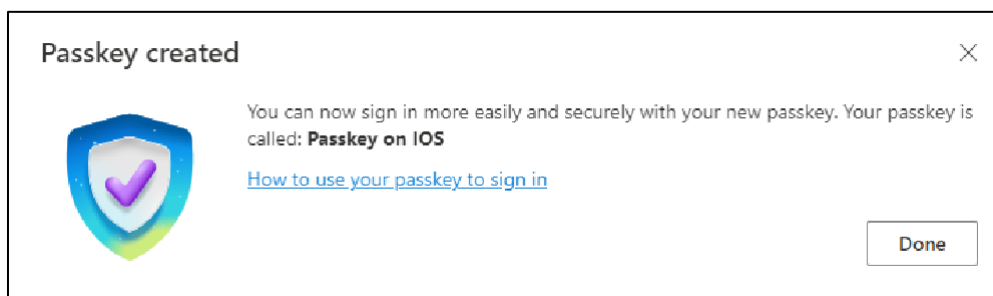 Passkey created
You can now sign in more easily and securely with your new passkey. Your passkey is
called: Passkey on IOS
How to use your passkey to sign in
Done